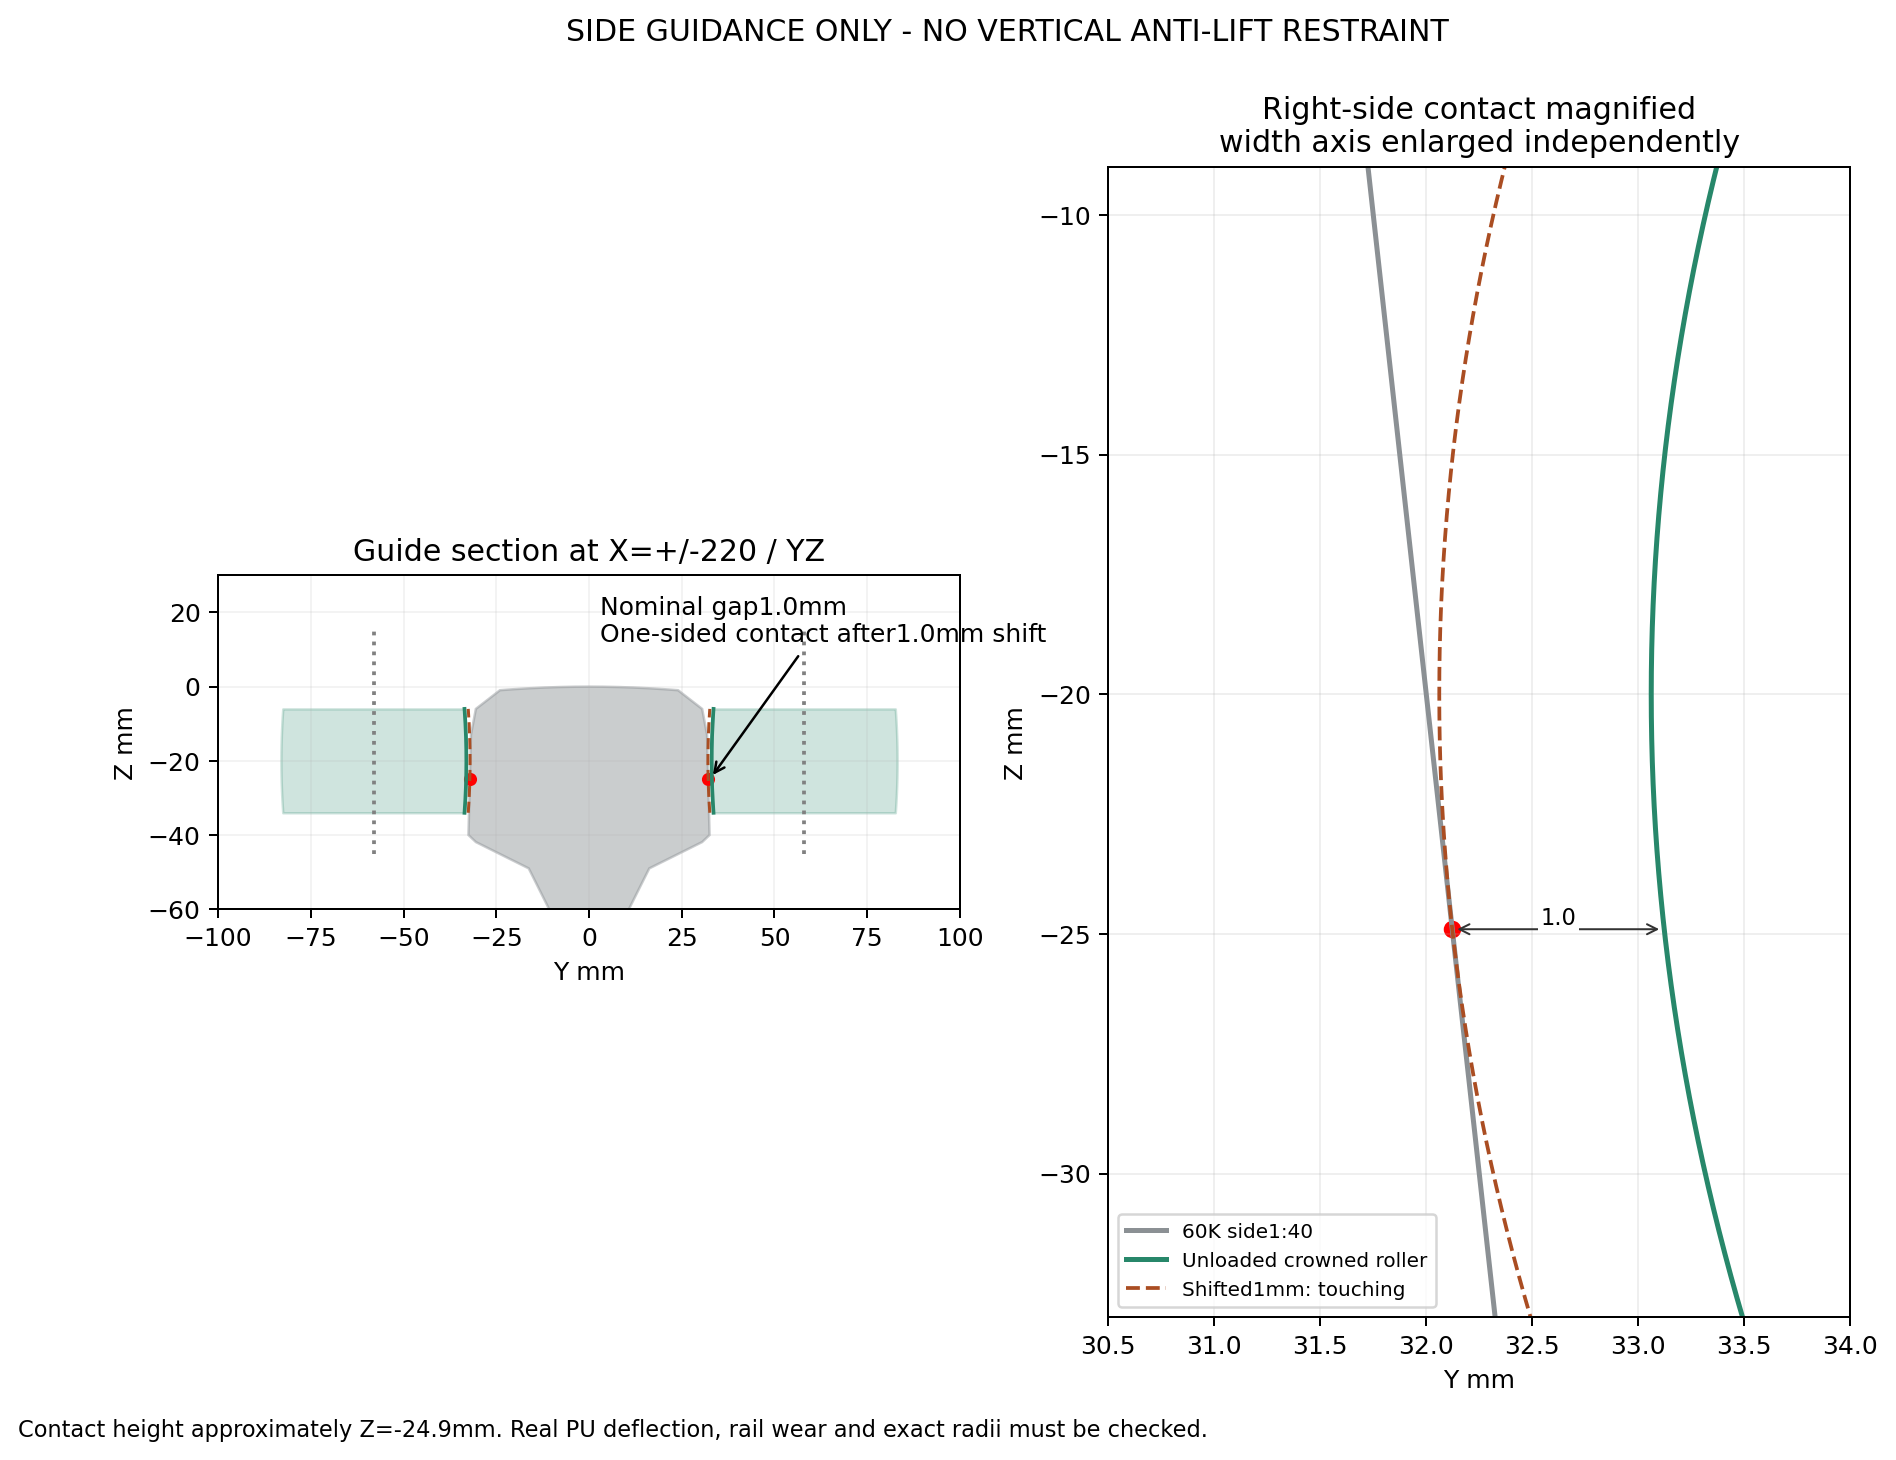 SIDE GUIDANCE ONLY - NO VERTICAL ANTI-LIFT RESTRAINT
Guide section at X=+/-220 / YZ
Nominal gap1.0mm
One-sided contact after1.0mm shift
20
0
−20
−40
−60
Z mm
−100
−75
−50
−25
0
25
50
75
100
Y mm
Right-side contact magnified
width axis enlarged independently
−10
−15
−20
−25
−30
Z mm
1.0
60K side1:40
Unloaded crowned roller
Shifted1mm: touching
30.5
31.0
31.5
32.0
32.5
33.0
33.5
34.0
Y mm
Contact height approximately Z=-24.9mm. Real PU deflection, rail wear and exact radii must be checked.